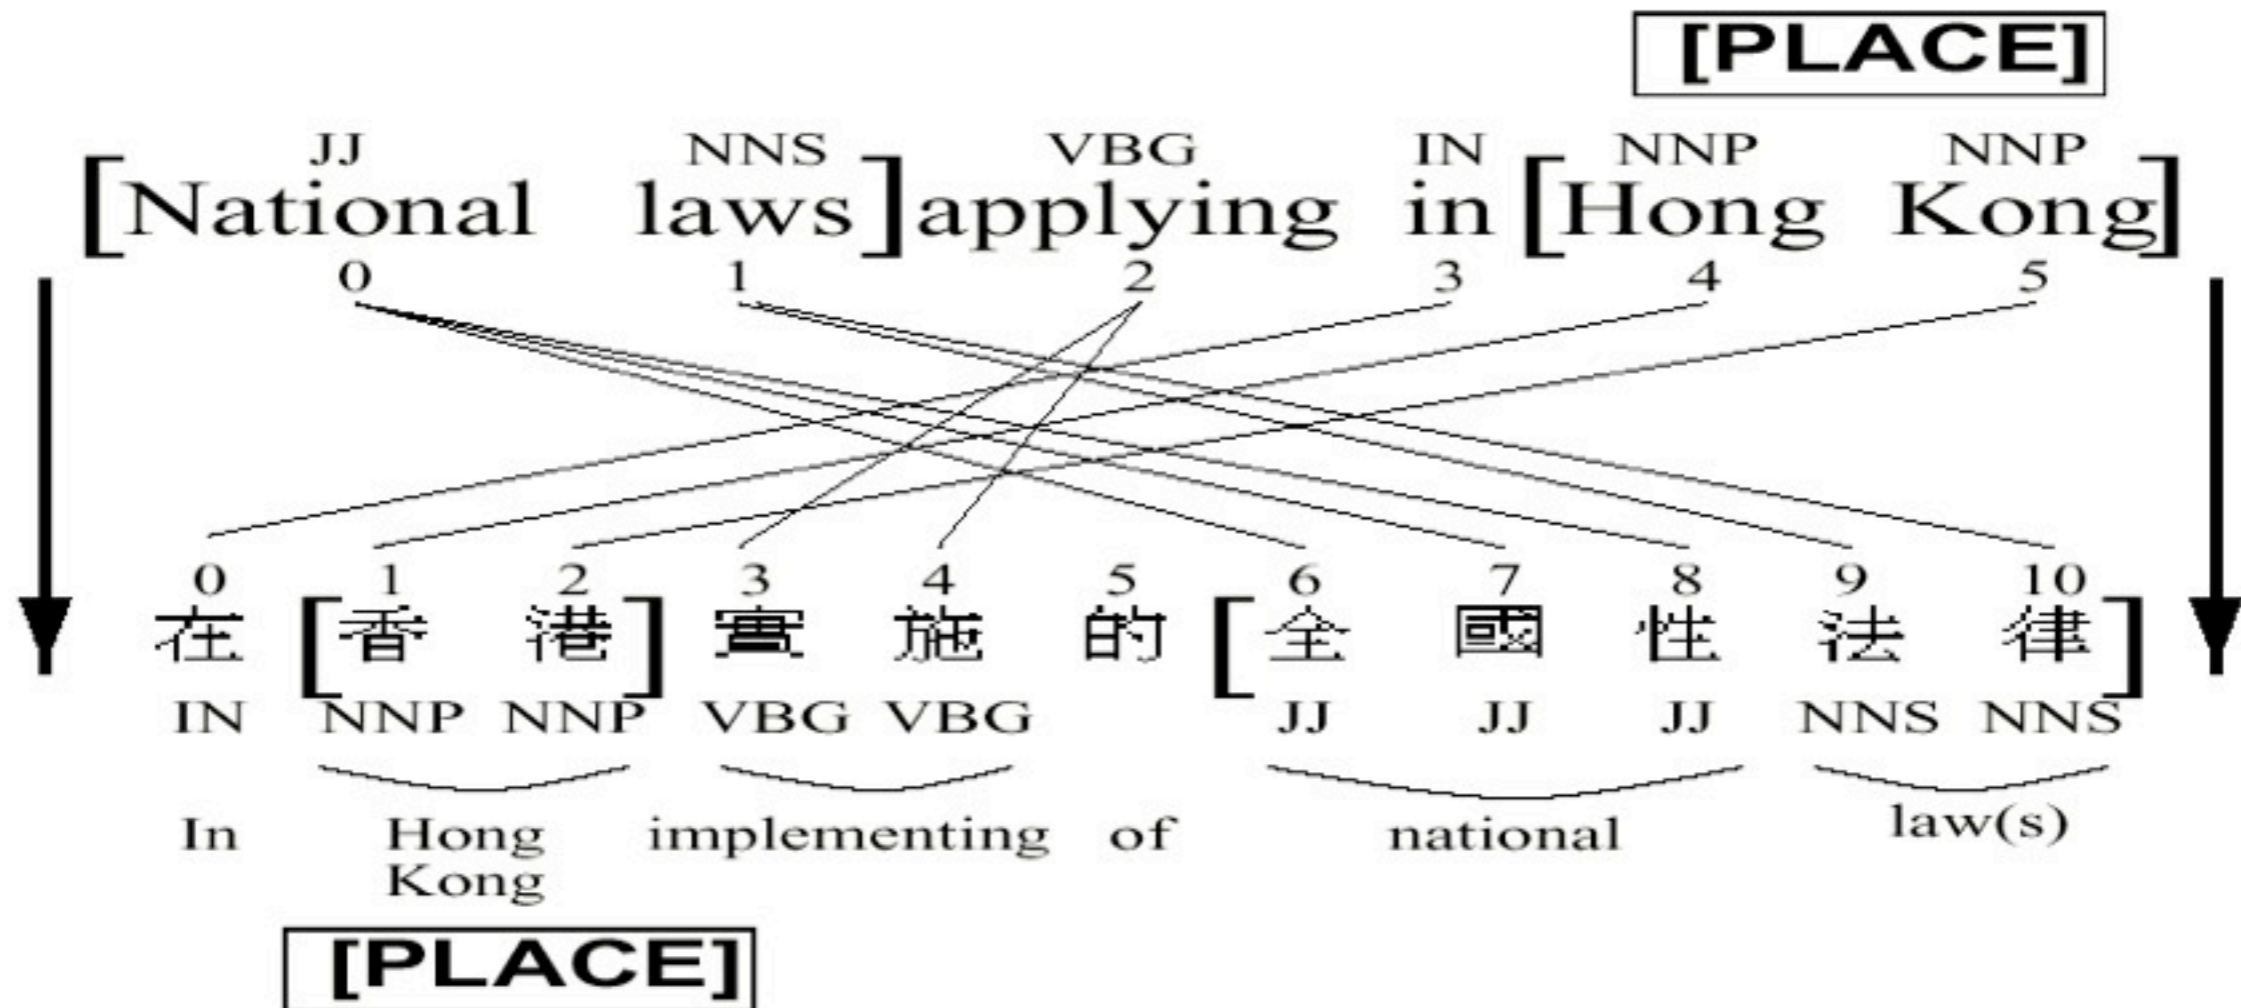 [PLACE]
JJ NNS VBG IN NNP NNP
[National laws] applying in [Hong Kong]
0 1 2 3 4 5
0 1 2 3 4 5 6 7 8 9 10
在 [香 港] 實 施 的 [全 國 性 法 律]
IN NNP NNP VBG VBG JJ JJ JJ NNS NNS
In Hong implementing of national law(s)
Kong
[PLACE]